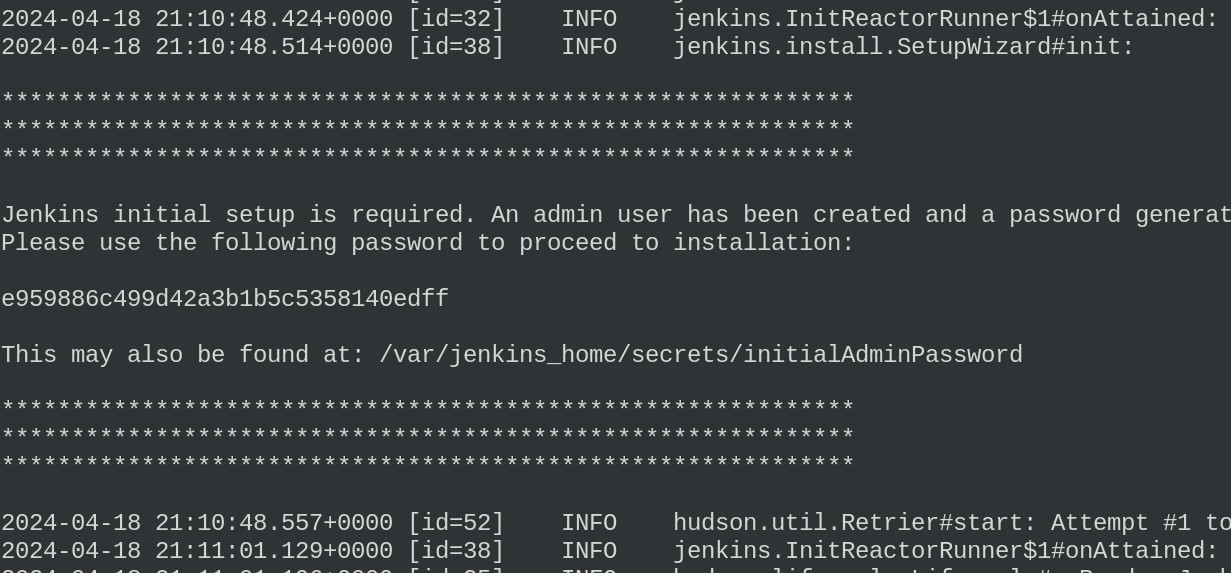 2024-04-18 21:10:48.424+0000 [id=32]    INFO    jenkins.InitReactorRunner$1#onAttained:
2024-04-18 21:10:48.514+0000 [id=38]    INFO    jenkins.install.SetupWizard#init:
*************************************************************
*************************************************************
*************************************************************
Jenkins initial setup is required. An admin user has been created and a password generat
Please use the following password to proceed to installation:
e959886c499d42a3b1b5c5358140edff
This may also be found at: /var/jenkins_home/secrets/initialAdminPassword
*************************************************************
*************************************************************
*************************************************************
2024-04-18 21:10:48.557+0000 [id=52]    INFO    hudson.util.Retrier#start: Attempt #1 to
2024-04-18 21:11:01.129+0000 [id=38]    INFO    jenkins.InitReactorRunner$1#onAttained: